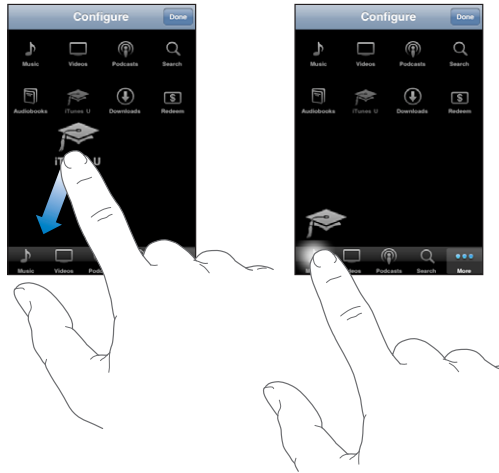 Configure Done
Music Videos Podcasts Search
Audiobooks iTunes U Downloads Redeem
iTunes U
Music Videos
Configure Done
Music Videos Podcasts Search
Audiobooks iTunes U Downloads Redeem
Videos Podcasts Search More